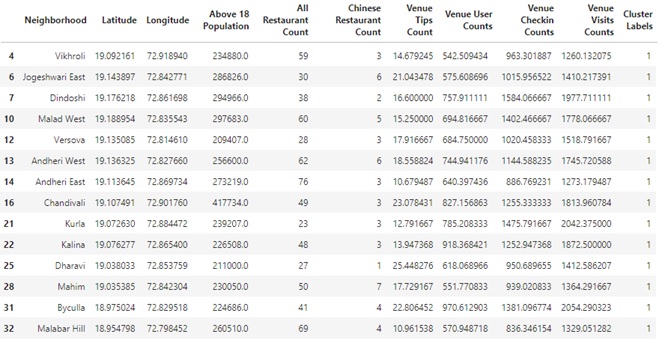 Neighborhood Latitude Longitude Above 18 Population All Restaurant Count Chinese Restaurant Count Venue Tips Counts Venue User Counts Venue Checkin Counts Venue Visits Counts Cluster Labels
4 Vikhroli 19.092161 72.918940 234880.0 59 3 14.679245 542.509434 963.301887 1260.132075 1
6 Jogeshwari East 19.143897 72.842771 286826.0 30 6 21.043478 575.608696 1015.956522 1410.217391 1
7 Dindoshi 19.176218 72.861698 294966.0 38 2 16.600000 757.911111 1584.066667 1977.711111 1
10 Malad West 19.188954 72.835543 297683.0 60 5 15.250000 694.816667 1402.466667 1778.066667 1
12 Versova 19.135085 72.814610 209407.0 28 3 17.916667 684.750000 1020.458333 1518.791667 1
13 Andheri West 19.136325 72.827660 256600.0 62 6 18.558824 744.941176 1144.588235 1745.720588 1
14 Andheri East 19.113645 72.869734 273219.0 76 3 10.679487 640.397436 886.769231 1273.179487 1
16 Chandivali 19.107491 72.901760 417734.0 49 3 23.078431 827.156863 1255.333333 1813.960784 1
21 Kurla 19.072630 72.884472 239207.0 23 3 12.791667 785.208333 1475.791667 2042.375000 1
22 Kalina 19.076277 72.865400 226508.0 48 3 13.947368 918.368421 1252.947368 1872.500000 1
25 Dharavi 19.038033 72.853759 211000.0 27 1 25.448276 618.068966 950.689655 1412.586207 1
28 Mahim 19.035385 72.842304 230050.0 50 7 17.729167 551.770833 939.020833 1364.291667 1
31 Byculla 18.975024 72.829518 224686.0 41 4 22.806452 970.612903 1381.096774 2054.290323 1
32 Malabar Hill 18.954798 72.798452 260510.0 69 4 10.961538 570.948718 836.346154 1329.051282 1